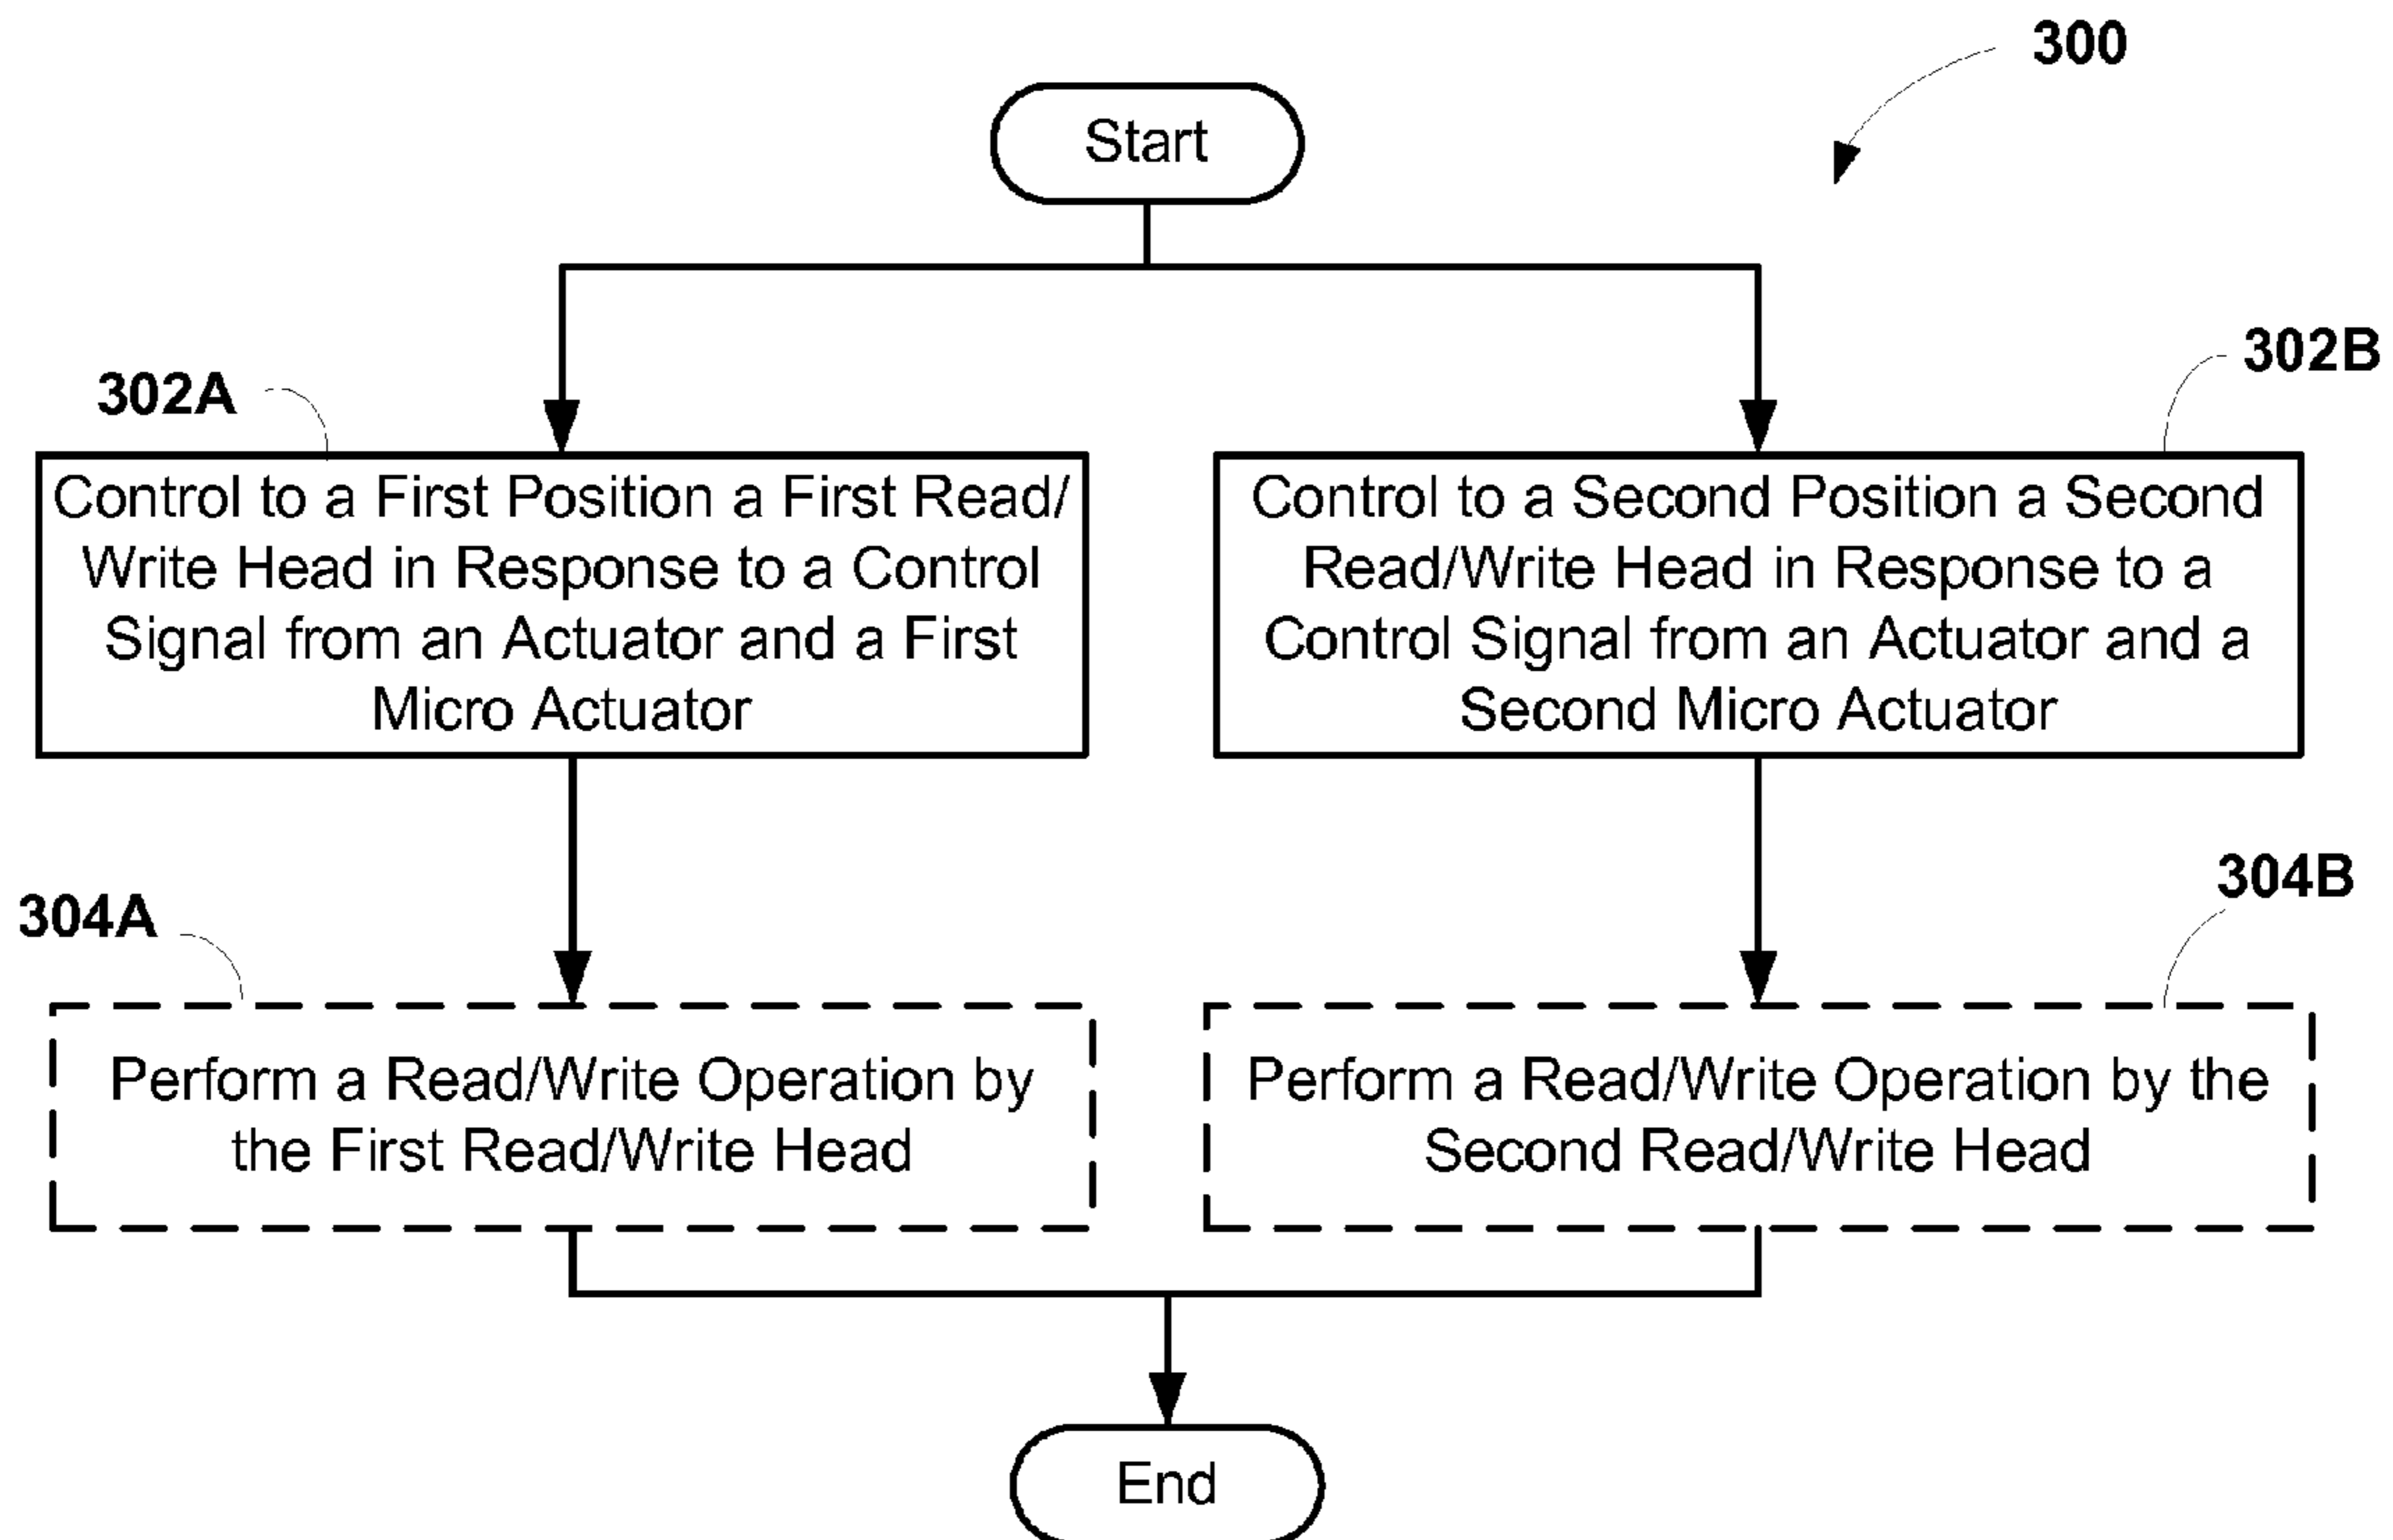 300
Start
302A
302B
Control to a First Position a First Read/
Write Head in Response to a Control
Signal from an Actuator and a First
Micro Actuator
Control to a Second Position a Second
Read/Write Head in Response to a
Control Signal from an Actuator and a
Second Micro Actuator
304A
304B
Perform a Read/Write Operation by
the First Read/Write Head
Perform a Read/Write Operation by the
Second Read/Write Head
End